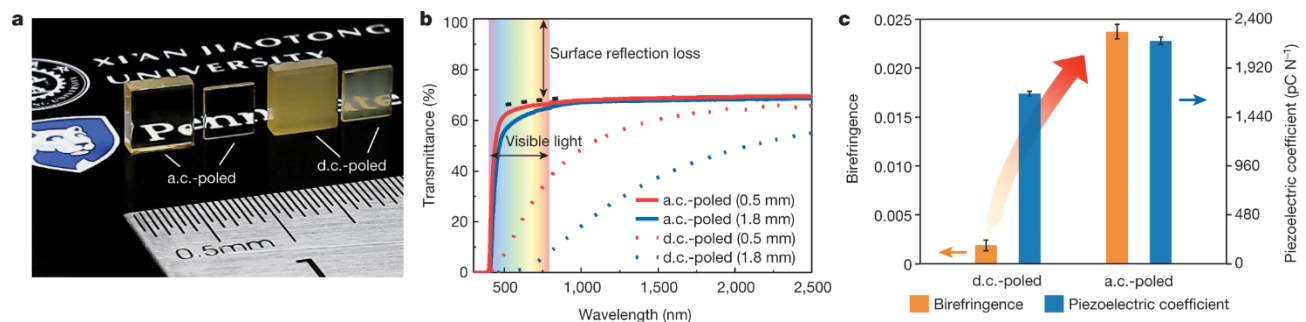 a
XI'AN JIAOTONG
UNIVERSITY
Penn
ate
a.c.-poled
d.c.-poled
0.5mm
1
b
Transmittance (%)
100
80
60
40
20
0
Surface reflection loss
Visible light
a.c.-poled (0.5 mm)
a.c.-poled (1.8 mm)
d.c.-poled (0.5 mm)
d.c.-poled (1.8 mm)
500 1,000 1,500 2,000 2,500
Wavelength (nm)
c
Birefringence
0.025
0.020
0.015
0.010
0.005
0
2,400
1,920
1,440
960
480
0
Piezoelectric coefficient (pC N⁻¹)
d.c.-poled a.c.-poled
Birefringence Piezoelectric coefficient